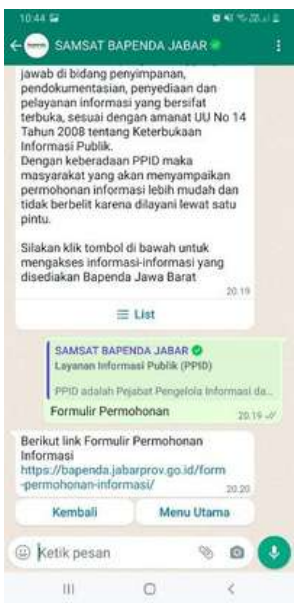 10:44
SAMSAT BAPENDA JABAR
jawab di bidang penyimpanan,
pendokumentasian, penyediaan dan
pelayanan informasi yang bersifat
terbuka, sesuai dengan amanat UU No 14
Tahun 2008 tentang Keterbukaan
Informasi Publik.
Dengan keberadaan PPID maka
masyarakat yang akan menyampaikan
permohonan informasi lebih mudah dan
tidak berbelit karena dilayani lewat satu
pintu.
Silakan klik tombol di bawah untuk
mengakses informasi-informasi yang
disediakan Bapenda Jawa Barat
20.19
List
SAMSAT BAPENDA JABAR
Layanan Informasi Publik (PPID)
PPID adalah Pejabat Pengelola Informasi da...
Formulir Permohonan
20.19
Berikut link Formulir Permohonan
Informasi
https://bapenda.jabarprov.go.id/form
-permohonan-informasi/
20.20
Kembali Menu Utama
Ketik pesan